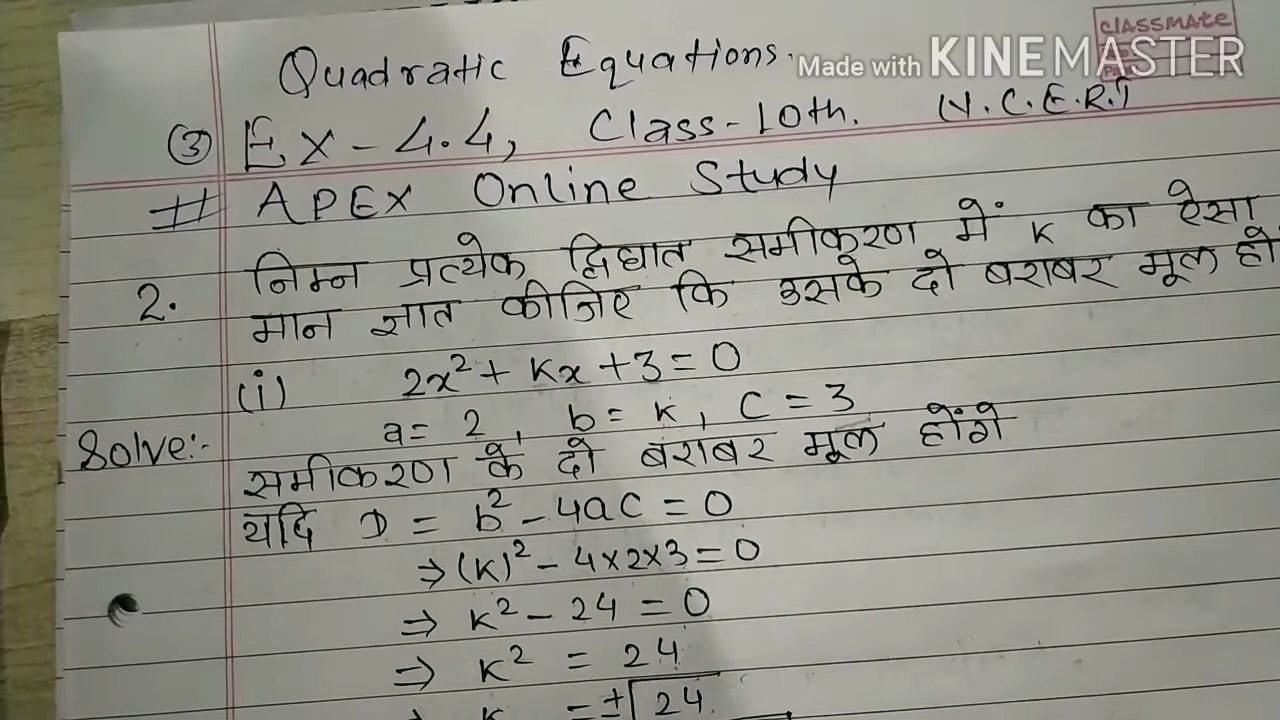 CLASSMATE
Made with KINEMASTER
Quadratic Equations.
③ Ex - 4.4, Class-10th. (N.C.E.R.T
# APEX Online Study
2. निम्न प्रत्येक द्विघात समीकरण में K का ऐसा
मान ज्ञात कीजिए कि उसके दो बराबर मूल हों
(i) 2x² + Kx + 3 = 0
Solve:- a = 2, b = K, C = 3
समीकरण के दो बराबर मूल होंगे
यदि D = b² - 4ac = 0
⇒ (K)² - 4×2×3 = 0
⇒ K² - 24 = 0
⇒ K² = 24
⇒ K = ±√24